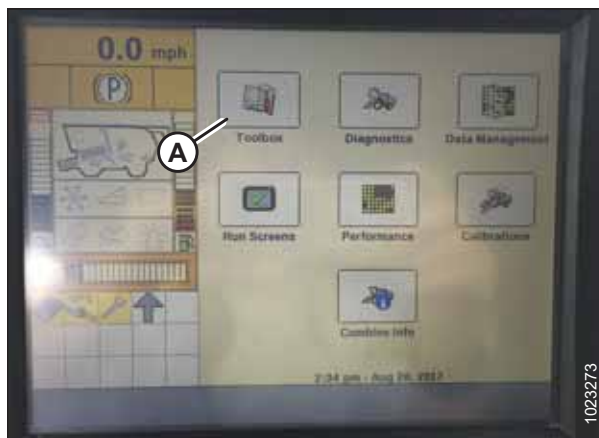 0.0 mph
(P)
A
Toolbox
Diagnostics
Data Management
Run Screens
Performance
Calibrations
Combine Info
2:34 pm - Aug 24, 2017
1023273